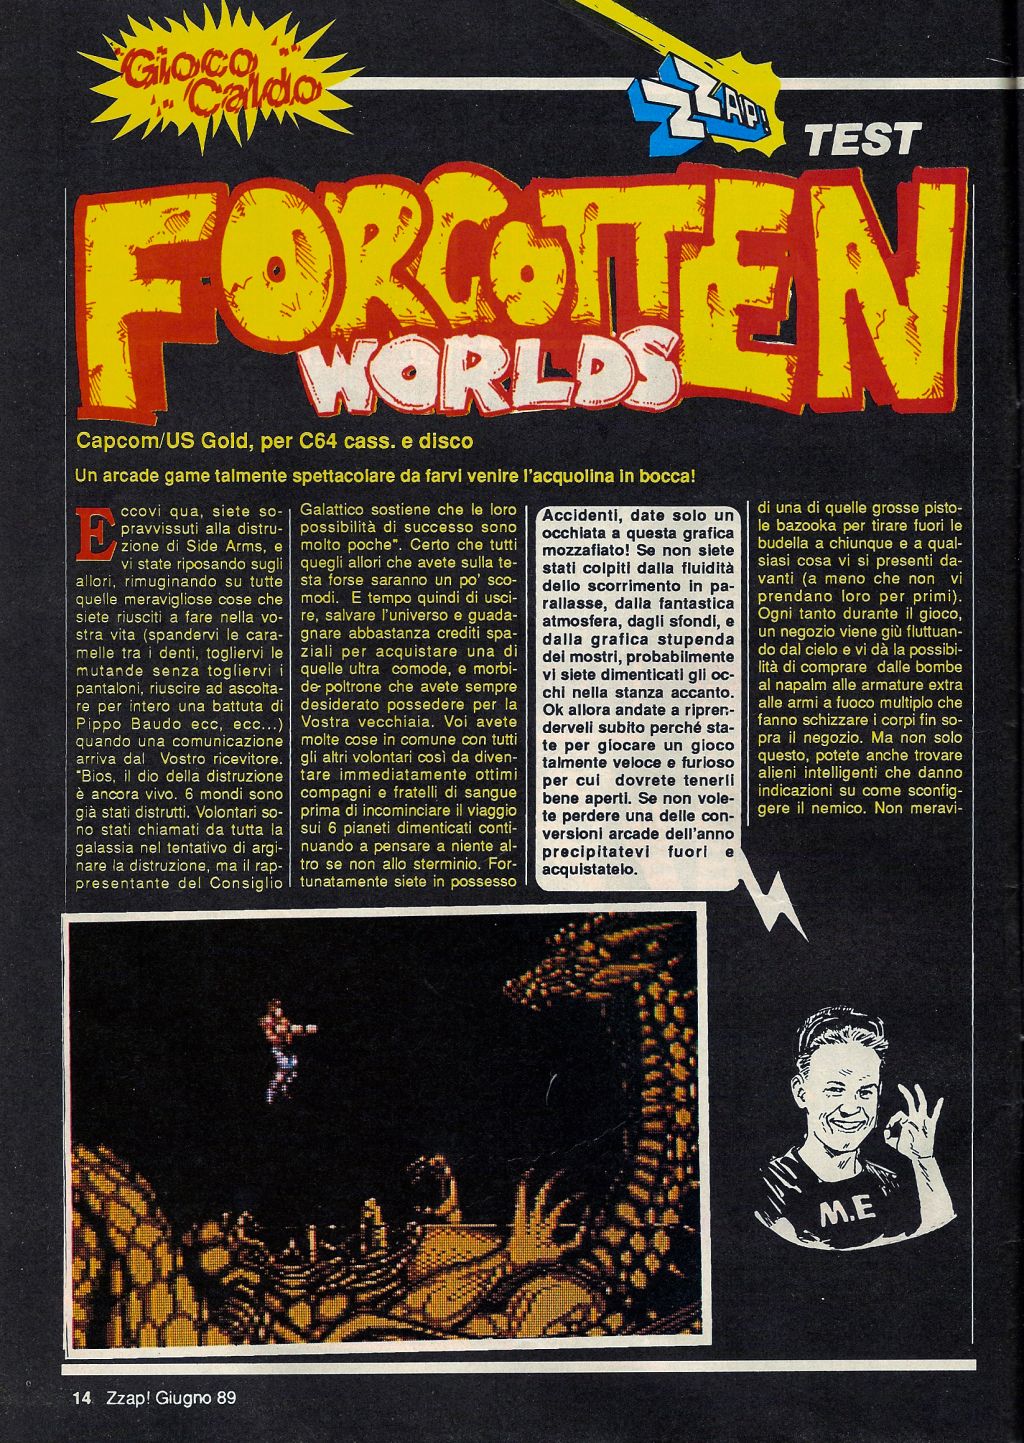 Gioco
Caldo
ZZAP!
TEST
FORGOTTEN
WORLDS
Capcom/US Gold, per C64 cass. e disco
Un arcade game talmente spettacolare da farvi venire l'acquolina in bocca!
Eccovi qua, siete so-
pravvissuti alla distru-
zione di Side Arms, e
vi state riposando sugli
allori, rimuginando su tutte
quelle meravigliose cose che
siete riusciti a fare nella vo-
stra vita (spandervi le cara-
melle tra i denti, togliervi le
mutande senza togliervi i
pantaloni, riuscire ad ascolta-
re per intero una battuta di
Pippo Baudo ecc, ecc...)
quando una comunicazione
arriva dal Vostro ricevitore.
"Bios, il dio della distruzione
è ancora vivo. 6 mondi sono
già stati distrutti. Volontari so-
no stati chiamati da tutta la
galassia nel tentativo di argi-
nare la distruzione, ma il rap-
presentante del Consiglio
Galattico sostiene che le loro
possibilità di successo sono
molto poche". Certo che tutti
quegli allori che avete sulla te-
sta forse saranno un po' sco-
modi. E tempo quindi di usci-
re, salvare l'universo e guada-
gnare abbastanza crediti spa-
ziali per acquistare una di
quelle ultra comode, e morbi-
de poltrone che avete sempre
desiderato possedere per la
Vostra vecchiaia. Voi avete
molte cose in comune con tutti
gli altri volontari così da diven-
tare immediatamente ottimi
compagni e fratelli di sangue
prima di incominciare il viaggio
sui 6 pianeti dimenticati conti-
nuando a pensare a niente al-
tro se non allo sterminio. For-
tunatamente siete in possesso
Accidenti, date solo un
occhiata a questa grafica
mozzafiato! Se non siete
stati colpiti dalla fluidità
dello scorrimento in pa-
rallasse, dalla fantastica
atmosfera, dagli sfondi, e
dalla grafica stupenda
dei mostri, probabilmente
vi siete dimenticati gli oc-
chi nella stanza accanto.
Ok allora andate a ripren-
derveli subito perché sta-
te per giocare un gioco
talmente veloce e furioso
per cui dovrete tenerli
bene aperti. Se non vole-
te perdere una delle con-
versioni arcade dell'anno
precipitatevi fuori e
acquistatelo.
di una di quelle grosse pisto-
le bazooka per tirare fuori le
budella a chiunque e a qual-
siasi cosa vi si presenti da-
vanti (a meno che non vi
prendano loro per primi).
Ogni tanto durante il gioco,
un negozio viene giù fluttuan-
do dal cielo e vi dà la possibi-
lità di comprare dalle bombe
al napalm alle armature extra
alle armi a fuoco multiplo che
fanno schizzare i corpi fin so-
pra il negozio. Ma non solo
questo, potete anche trovare
alieni intelligenti che danno
indicazioni su come sconfig-
gere il nemico. Non meravi-
M.E
14 Zzap! Giugno 89